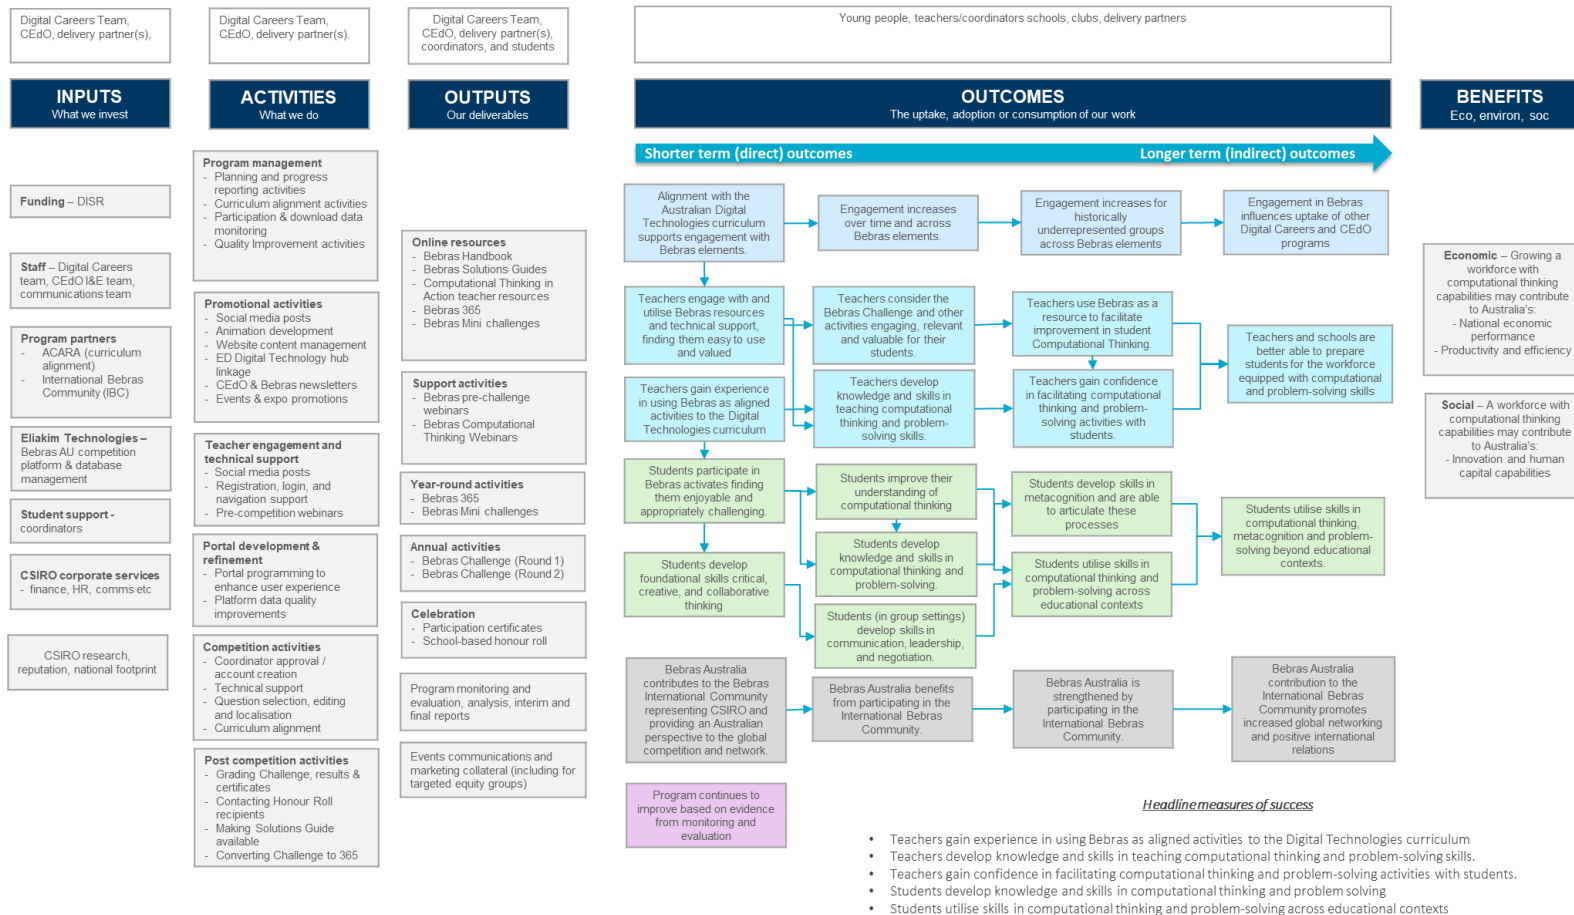 Digital Careers Team,
CEdO, delivery partner(s),
Digital Careers Team,
CEdO, delivery partner(s).
Digital Careers Team,
CEdO, delivery partner(s),
coordinators, and students
Young people, teachers/coordinators schools, clubs, delivery partners
INPUTS
What we invest
ACTIVITIES
What we do
OUTPUTS
Our deliverables
OUTCOMES
The uptake, adoption or consumption of our work
BENEFITS
Eco, environ, soc
Shorter term (direct) outcomes
Longer term (indirect) outcomes
Funding – DISR
Staff – Digital Careers
team, CEdO I&E team,
communications team
Program partners
- ACARA (curriculum
alignment)
- International Bebras
Community (IBC)
Eliakim Technologies –
Bebras AU competition
platform & database
management
Student support -
coordinators
CSIRO corporate services
- finance, HR, comms etc
CSIRO research,
reputation, national footprint
Program management
- Planning and progress
reporting activities
- Curriculum alignment activities
- Participation & download data
monitoring
- Quality Improvement activities
Promotional activities
- Social media posts
- Animation development
- Website content management
- ED Digital Technology hub
linkage
- CEdO & Bebras newsletters
- Events & expo promotions
Teacher engagement and
technical support
- Social media posts
- Registration, login, and
navigation support
- Pre-competition webinars
Portal development &
refinement
- Portal programming to
enhance user experience
- Platform data quality
improvements
Competition activities
- Coordinator approval /
account creation
- Technical support
- Question selection, editing
and localisation
- Curriculum alignment
Post competition activities
- Grading Challenge, results &
certificates
- Contacting Honour Roll
recipients
- Making Solutions Guide
available
- Converting Challenge to 365
Online resources
- Bebras Handbook
- Bebras Solutions Guides
- Computational Thinking in
Action teacher resources
- Bebras 365
- Bebras Mini challenges
Support activities
- Bebras pre-challenge
webinars
- Bebras Computational
Thinking Webinars
Year-round activities
- Bebras 365
- Bebras Mini challenges
Annual activities
- Bebras Challenge (Round 1)
- Bebras Challenge (Round 2)
Celebration
- Participation certificates
- School-based honour roll
Program monitoring and
evaluation, analysis, interim and
final reports
Events communications and
marketing collateral (including for
targeted equity groups)
Alignment with the
Australian Digital
Technologies curriculum
supports engagement with
Bebras elements.
Engagement increases
over time and across
Bebras elements.
Engagement increases for
historically
underrepresented groups
across Bebras elements
Engagement in Bebras
influences uptake of other
Digital Careers and CEdO
programs
Teachers engage with and
utilise Bebras resources
and technical support,
finding them easy to use
and valued
Teachers consider the
Bebras Challenge and other
activities engaging, relevant
and valuable for their
students.
Teachers use Bebras as a
resource to facilitate
improvement in student
Computational Thinking.
Teachers and schools are
better able to prepare
students for the workforce
equipped with computational
and problem-solving skills
Teachers gain experience
in using Bebras as aligned
activities to the Digital
Technologies curriculum
Teachers develop
knowledge and skills in
teaching computational
thinking and problem-
solving skills.
Teachers gain confidence
in facilitating computational
thinking and problem-
solving activities with
students.
Students participate in
Bebras activates finding
them enjoyable and
appropriately challenging.
Students improve their
understanding of
computational thinking
Students develop skills in
metacognition and are able
to articulate these
processes
Students utilise skills in
computational thinking,
metacognition and problem-
solving beyond educational
contexts.
Students develop
foundational skills critical,
creative, and collaborative
thinking
Students develop
knowledge and skills in
computational thinking and
problem-solving.
Students utilise skills in
computational thinking and
problem-solving across
educational contexts
Students (in group settings)
develop skills in
communication, leadership,
and negotiation.
Bebras Australia
contributes to the Bebras
International Community
representing CSIRO and
providing an Australian
perspective to the global
competition and network.
Bebras Australia benefits
from participating in the
International Bebras
Community.
Bebras Australia is
strengthened by
participating in the
International Bebras
Community.
Bebras Australia
contribution to the
International Bebras
Community promotes
increased global networking
and positive international
relations
Program continues to
improve based on evidence
from monitoring and
evaluation
Economic – Growing a
workforce with
computational thinking
capabilities may contribute
to Australia's:
- National economic
performance
- Productivity and efficiency
Social – A workforce with
computational thinking
capabilities may contribute
to Australia's:
- Innovation and human
capital capabilities
Headline measures of success
• Teachers gain experience in using Bebras as aligned activities to the Digital Technologies curriculum
• Teachers develop knowledge and skills in teaching computational thinking and problem-solving skills.
• Teachers gain confidence in facilitating computational thinking and problem-solving activities with students.
• Students develop knowledge and skills in computational thinking and problem solving
• Students utilise skills in computational thinking and problem-solving across educational contexts